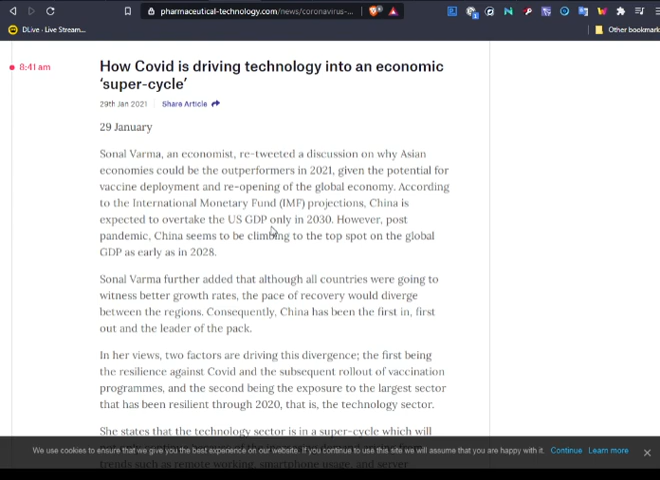 pharmaceutical-technology.com/news/coronavirus-...
DLive - Live Stream...
Other bookmark
8:41 am
How Covid is driving technology into an economic
‘super-cycle’
29th Jan 2021
Share Article
29 January
Sonal Varma, an economist, re-tweeted a discussion on why Asian
economies could be the outperformers in 2021, given the potential for
vaccine deployment and re-opening of the global economy. According
to the International Monetary Fund (IMF) projections, China is
expected to overtake the US GDP only in 2030. However, post
pandemic, China seems to be climbing to the top spot on the global
GDP as early as in 2028.
Sonal Varma further added that although all countries were going to
witness better growth rates, the pace of recovery would diverge
between the regions. Consequently, China has been the first in, first
out and the leader of the pack.
In her views, two factors are driving this divergence; the first being
the resilience against Covid and the subsequent rollout of vaccination
programmes, and the second being the exposure to the largest sector
that has been resilient through 2020, that is, the technology sector.
She states that the technology sector is in a super-cycle which will
We use cookies to ensure that we give you the best experience on our website. If you continue to use this site we will assume that you are happy with it.
Continue
Learn more
trends such as remote working, smartphone usage, and server